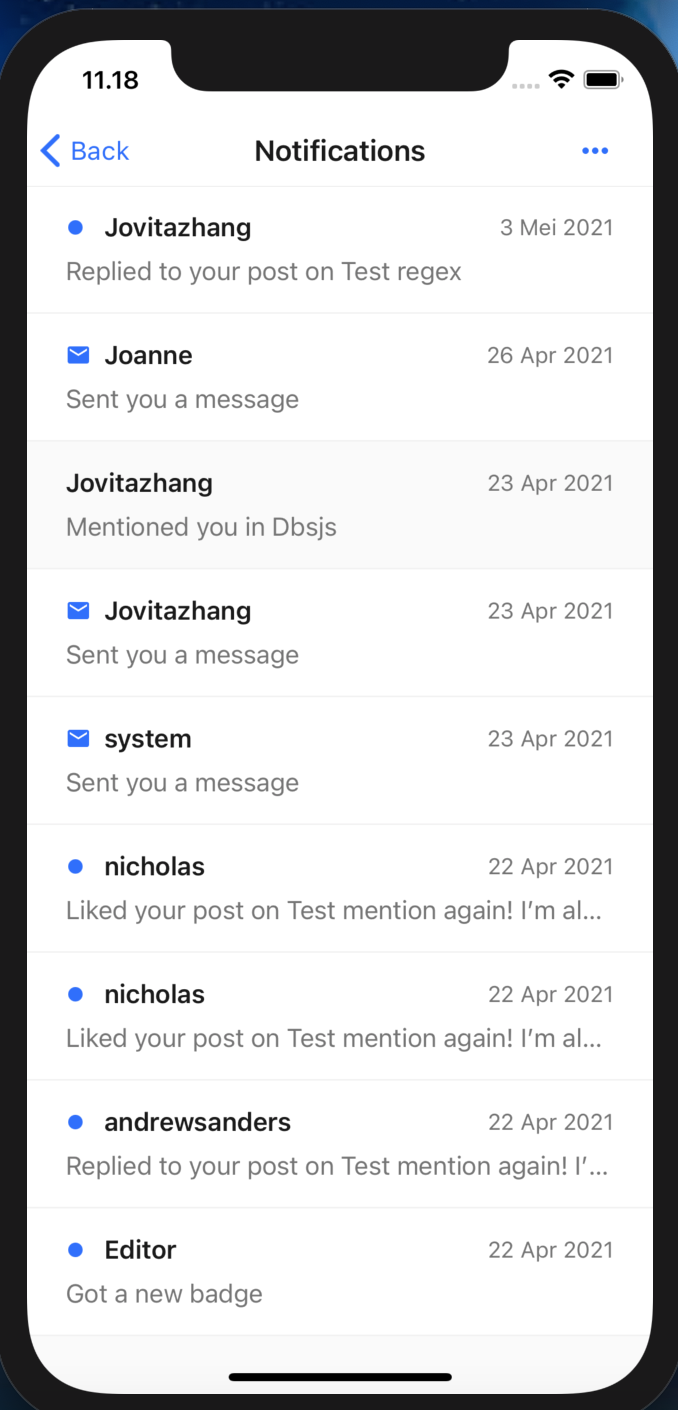 11.18
Back Notifications
Jovitazhang 3 Mei 2021
Replied to your post on Test regex
Joanne 26 Apr 2021
Sent you a message
Jovitazhang 23 Apr 2021
Mentioned you in Dbsjs
Jovitazhang 23 Apr 2021
Sent you a message
system 23 Apr 2021
Sent you a message
nicholas 22 Apr 2021
Liked your post on Test mention again! I’m al...
nicholas 22 Apr 2021
Liked your post on Test mention again! I’m al...
andrewsanders 22 Apr 2021
Replied to your post on Test mention again! I’...
Editor 22 Apr 2021
Got a new badge